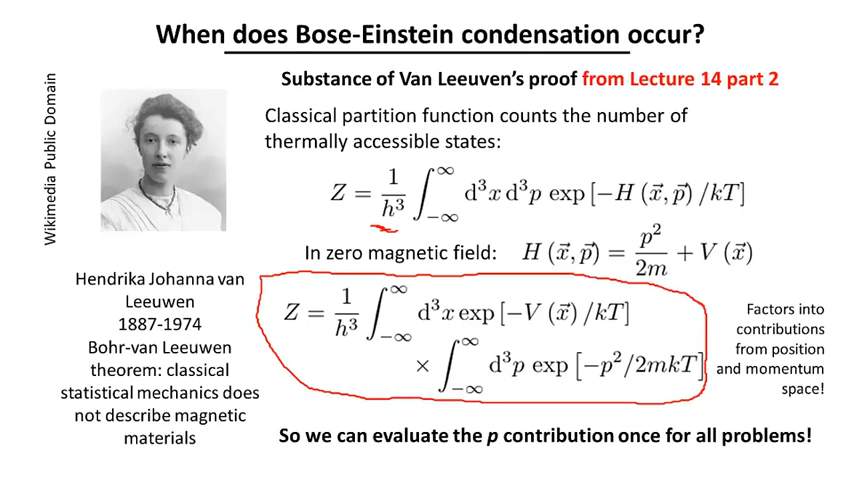 When does Bose-Einstein condensation occur?
Substance of Van Leeuven's proof from Lecture 14 part 2
Wikimedia Public Domain
Classical partition function counts the number of
thermally accessible states:
Z = 1/h³ ∫_{-∞}^{∞} d³x d³p exp [−H (x⃗, p⃗) /kT]
In zero magnetic field: H (x⃗, p⃗) = p²/2m + V (x⃗)
Hendrika Johanna van
Leeuwen
1887-1974
Bohr-van Leeuwen
theorem: classical
statistical mechanics does
not describe magnetic
materials
Z = 1/h³ ∫_{-∞}^{∞} d³x exp [−V (x⃗) /kT]
× ∫_{-∞}^{∞} d³p exp [−p²/2mkT]
Factors into
contributions
from position
and momentum
space!
So we can evaluate the p contribution once for all problems!